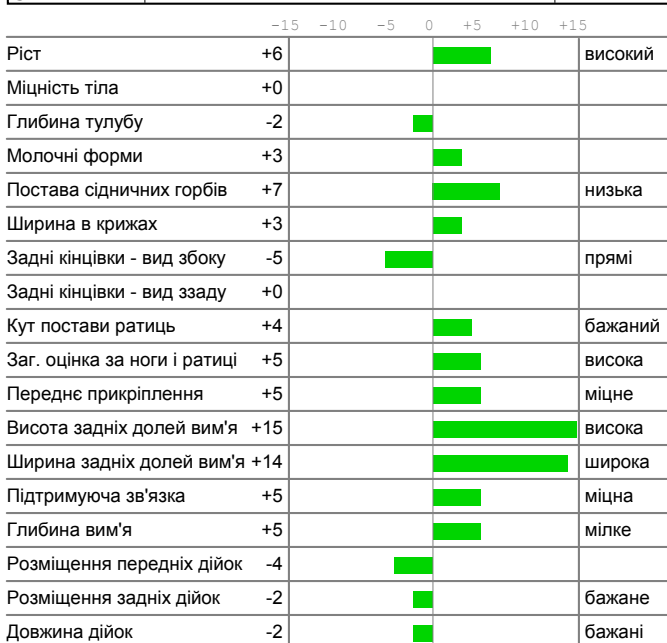 -15 -10 -5 0 +5 +10 +15
Ріст +6 високий
Міцність тіла +0
Глибина тулубу -2
Молочні форми +3
Постава сідничних горбів +7 низька
Ширина в крижах +3
Задні кінцівки - вид збоку -5 прямі
Задні кінцівки - вид ззаду +0
Кут постави ратиць +4 бажаний
Заг. оцінка за ноги і ратиці +5 висока
Переднє прикріплення +5 міцне
Висота задніх долей вим'я +15 висока
Ширина задніх долей вим'я +14 широка
Підтримуюча зв'язка +5 міцна
Глибина вим'я +5 мілке
Розміщення передніх дійок -4
Розміщення задніх дійок -2 бажане
Довжина дійок -2 бажані